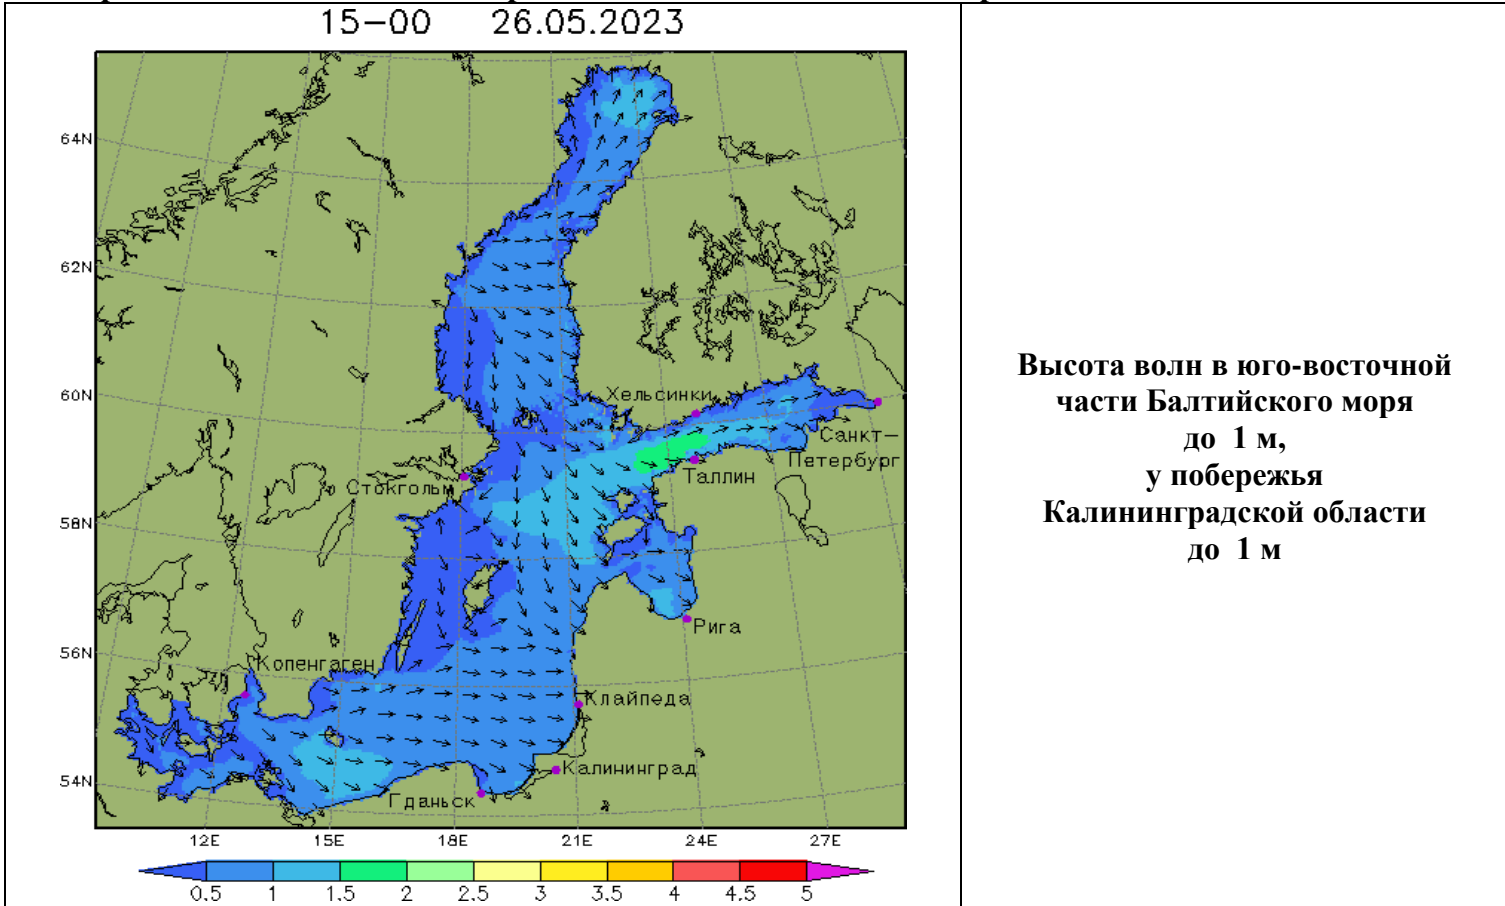 15-00 26.05.2023
64N
62N
60N
58N
56N
54N
Хельсинки
Санкт-
Петербург
Таллин
Стокгольм
Рига
Копенгаген
Клайпеда
Калининград
Гданьск
12E 15E 18E 21E 24E 27E
0.5 1 1.5 2 2.5 3 3.5 4 4.5 5
Высота волн в юго-восточной
части Балтийского моря
до 1 м,
у побережья
Калининградской области
до 1 м